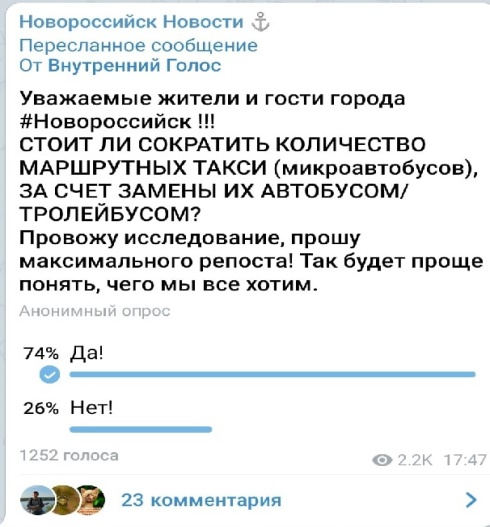 Новороссийск Новости ⚓
Пересланное сообщение
От Внутренний Голос
Уважаемые жители и гости города
#Новороссийск !!!
СТОИТ ЛИ СОКРАТИТЬ КОЛИЧЕСТВО
МАРШРУТНЫХ ТАКСИ (микроавтобусов),
ЗА СЧЕТ ЗАМЕНЫ ИХ АВТОБУСОМ/
ТРОЛЕЙБУСОМ?
Провожу исследование, прошу
максимального репоста! Так будет проще
понять, чего мы все хотим.
Анонимный опрос
74% Да!
26% Нет!
1252 голоса
2.2K 17:47
23 комментария